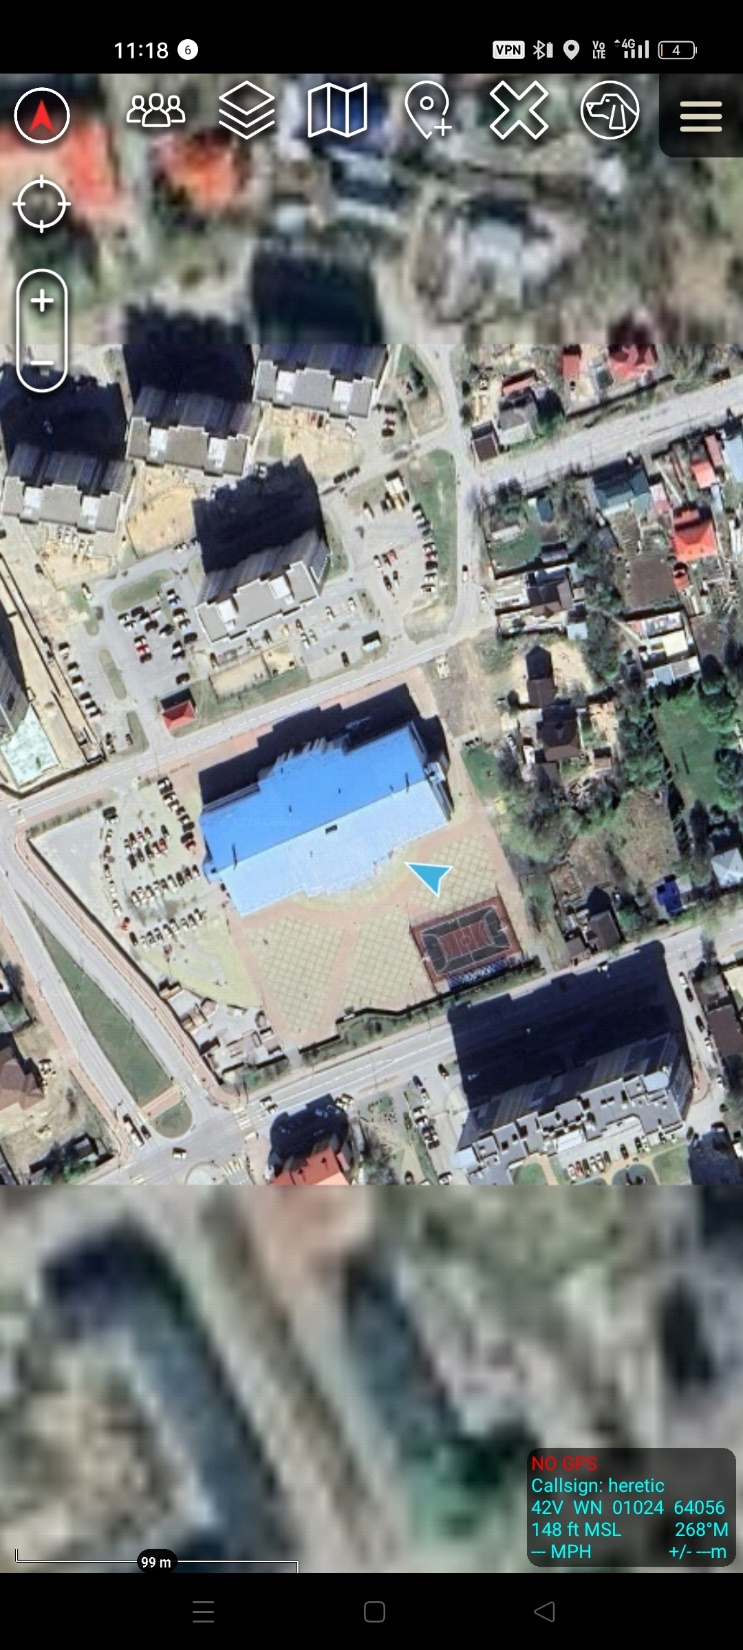 11:18 6 VPN Vo LTE 4G 4
NO GPS
Callsign: heretic
42V WN 01024 64056
148 ft MSL 268°M
--- MPH +/- ---m
99 m